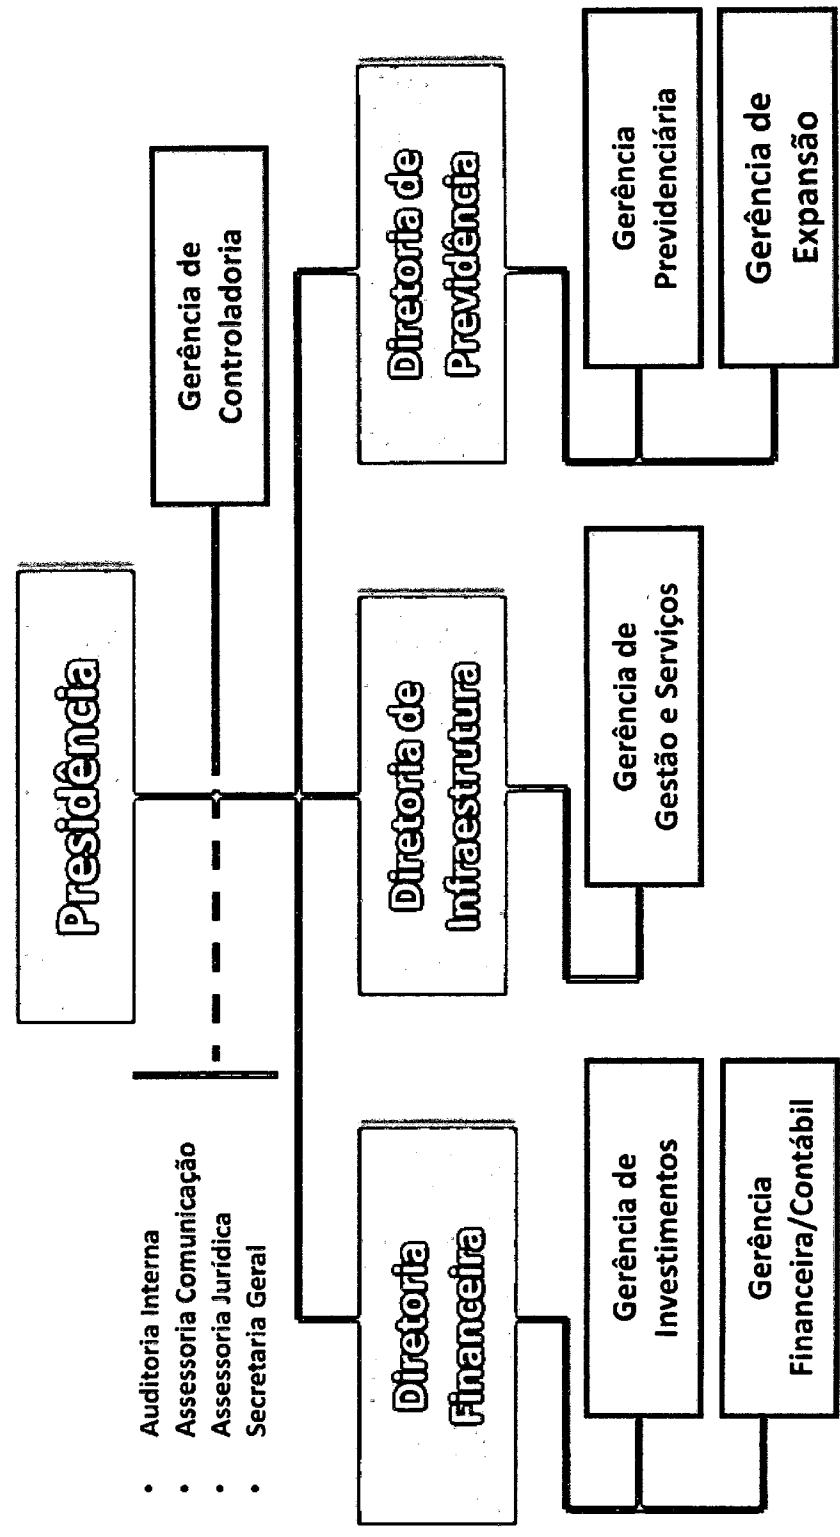 Presidência
• Auditoria Interna
• Assessoria Comunicação
• Assessoria Jurídica
• Secretaria Geral
Gerência de
Controladoria
Diretoria
Financeira
Diretoria de
Infraestrutura
Diretoria de
Previdência
Gerência de
Investimentos
Gerência
Financeira/Contábil
Gerência de
Gestão e Serviços
Gerência
Previdenciária
Gerência de
Expansão